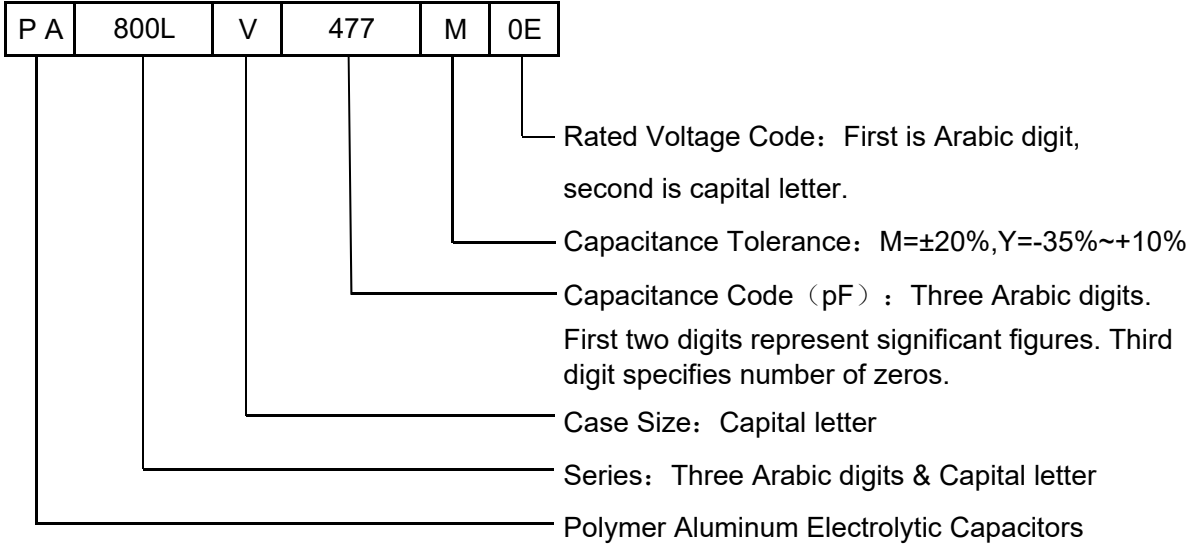 P A 800L V 477 M 0E
Rated Voltage Code：First is Arabic digit,
second is capital letter.
Capacitance Tolerance：M=±20%,Y=-35%~+10%
Capacitance Code（pF）：Three Arabic digits.
First two digits represent significant figures. Third
digit specifies number of zeros.
Case Size：Capital letter
Series：Three Arabic digits & Capital letter
Polymer Aluminum Electrolytic Capacitors